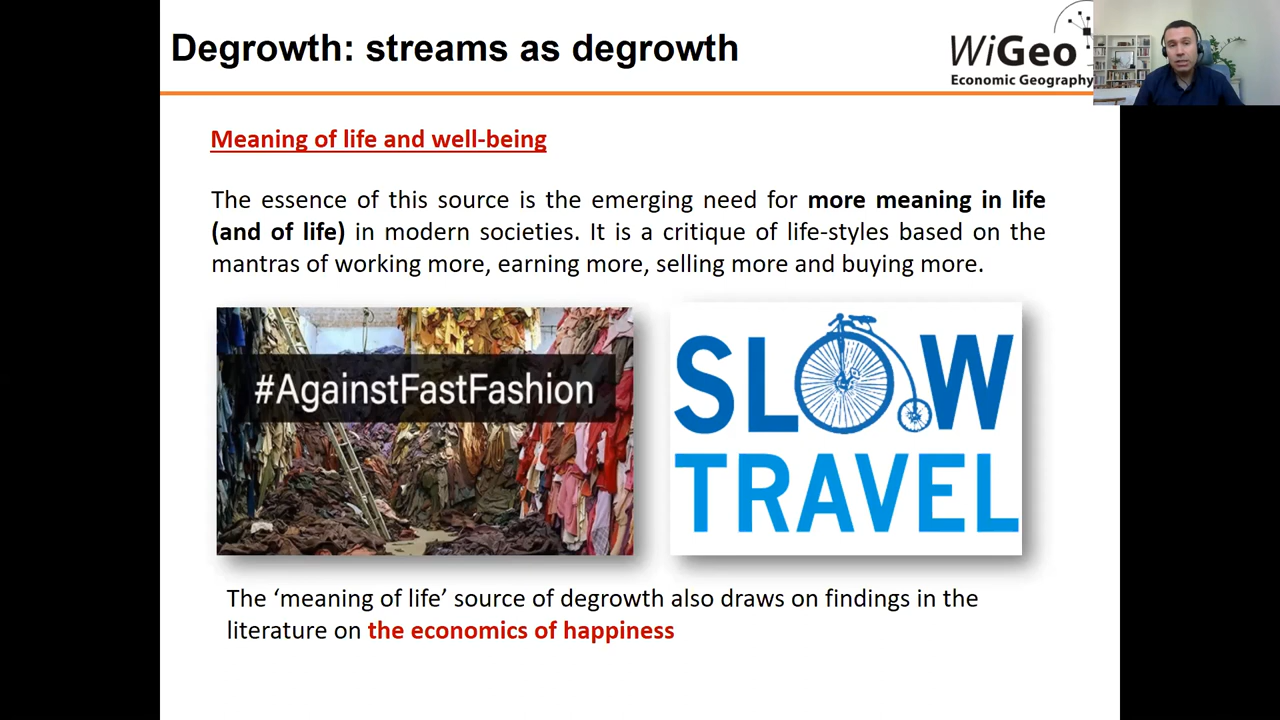 Degrowth: streams as degrowth
WiGeo
Economic Geography
Meaning of life and well-being
The essence of this source is the emerging need for more meaning in life
(and of life) in modern societies. It is a critique of life-styles based on the
mantras of working more, earning more, selling more and buying more.
#AgainstFastFashion
SLOW
TRAVEL
The ‘meaning of life’ source of degrowth also draws on findings in the
literature on the economics of happiness